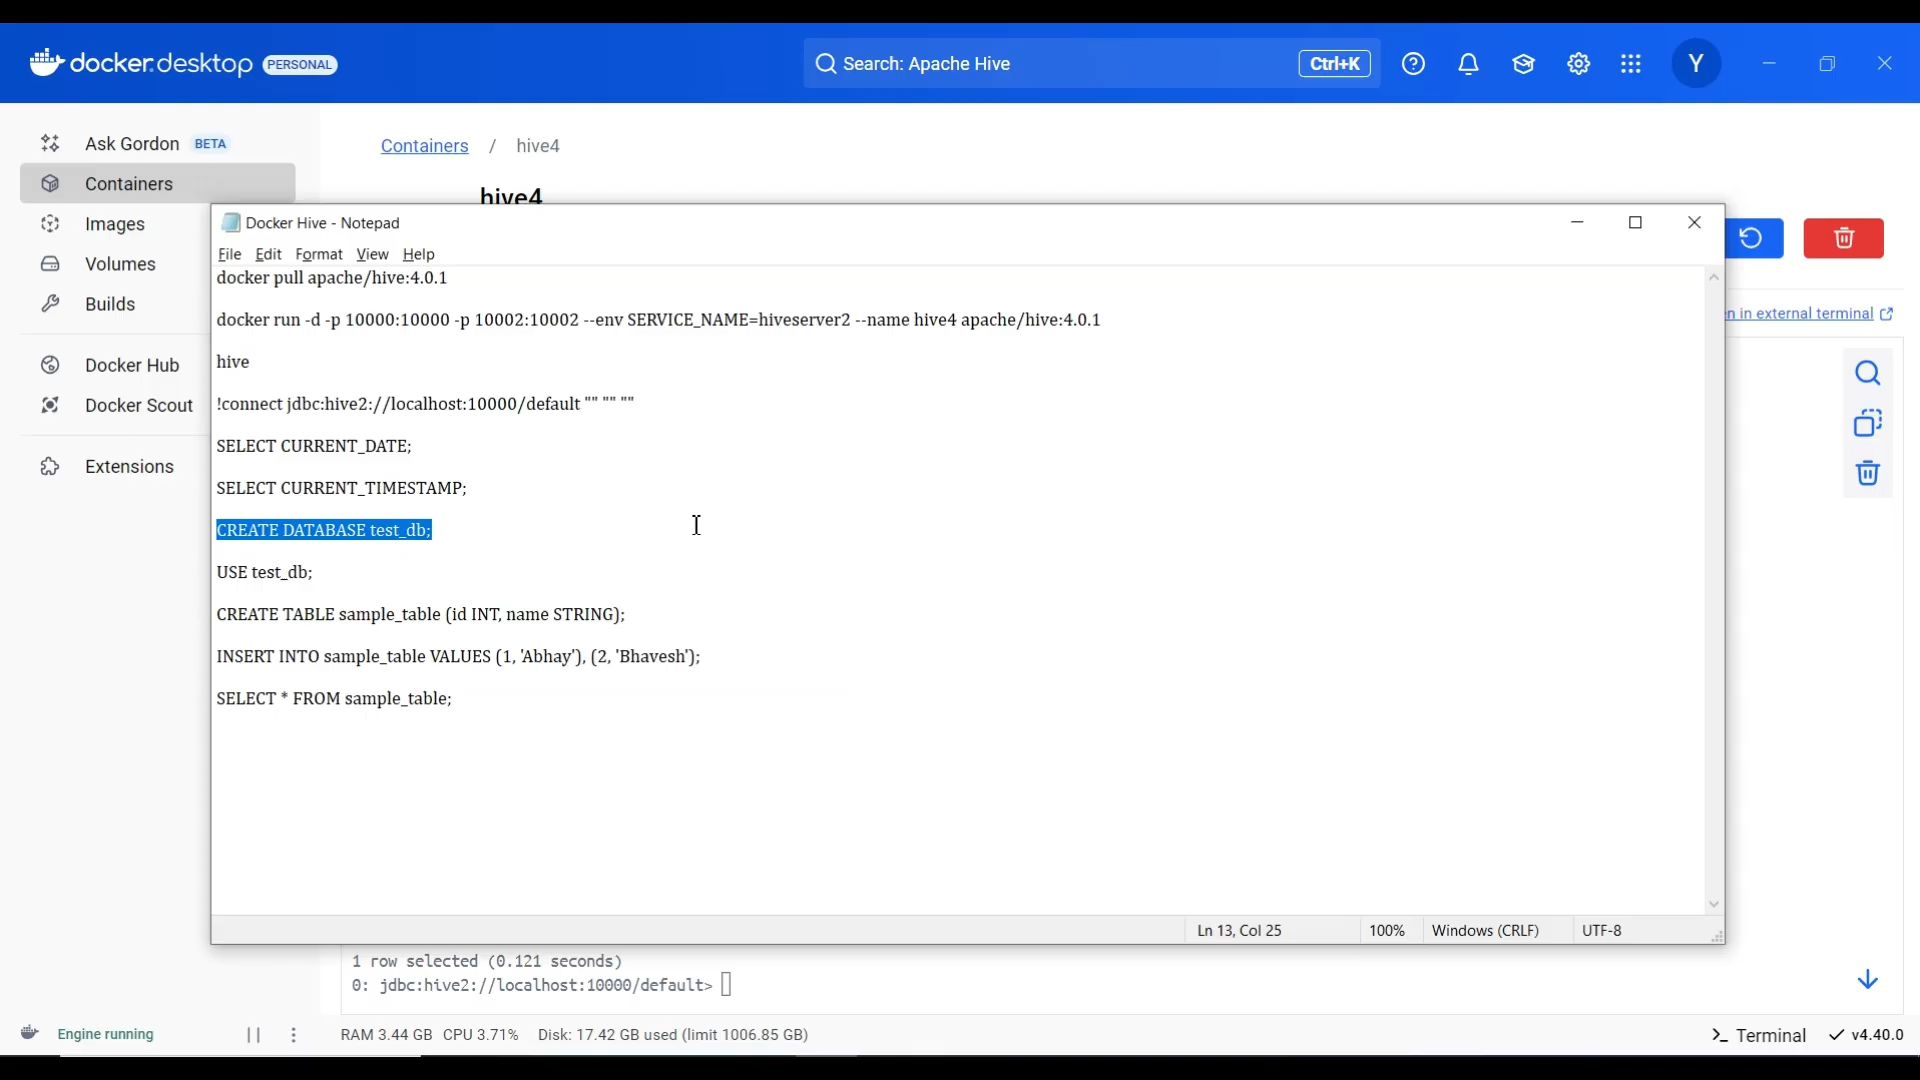 docker.desktop PERSONAL
Search: Apache Hive Ctrl+K
Y
Ask Gordon BETA
Containers
Images
Volumes
Builds
Docker Hub
Docker Scout
Extensions
Containers / hive4
hive4
en in external terminal
Docker Hive - Notepad
File Edit Format View Help
docker pull apache/hive:4.0.1
docker run -d -p 10000:10000 -p 10002:10002 --env SERVICE_NAME=hiveserver2 --name hive4 apache/hive:4.0.1
hive
!connect jdbc:hive2://localhost:10000/default "" "" ""
SELECT CURRENT_DATE;
SELECT CURRENT_TIMESTAMP;
CREATE DATABASE test_db;
USE test_db;
CREATE TABLE sample_table (id INT, name STRING);
INSERT INTO sample_table VALUES (1, 'Abhay'), (2, 'Bhavesh');
SELECT * FROM sample_table;
Ln 13, Col 25 100% Windows (CRLF) UTF-8
1 row selected (0.121 seconds)
0: jdbc:hive2://localhost:10000/default>
Engine running RAM 3.44 GB CPU 3.71% Disk: 17.42 GB used (limit 1006.85 GB) >_ Terminal v4.40.0